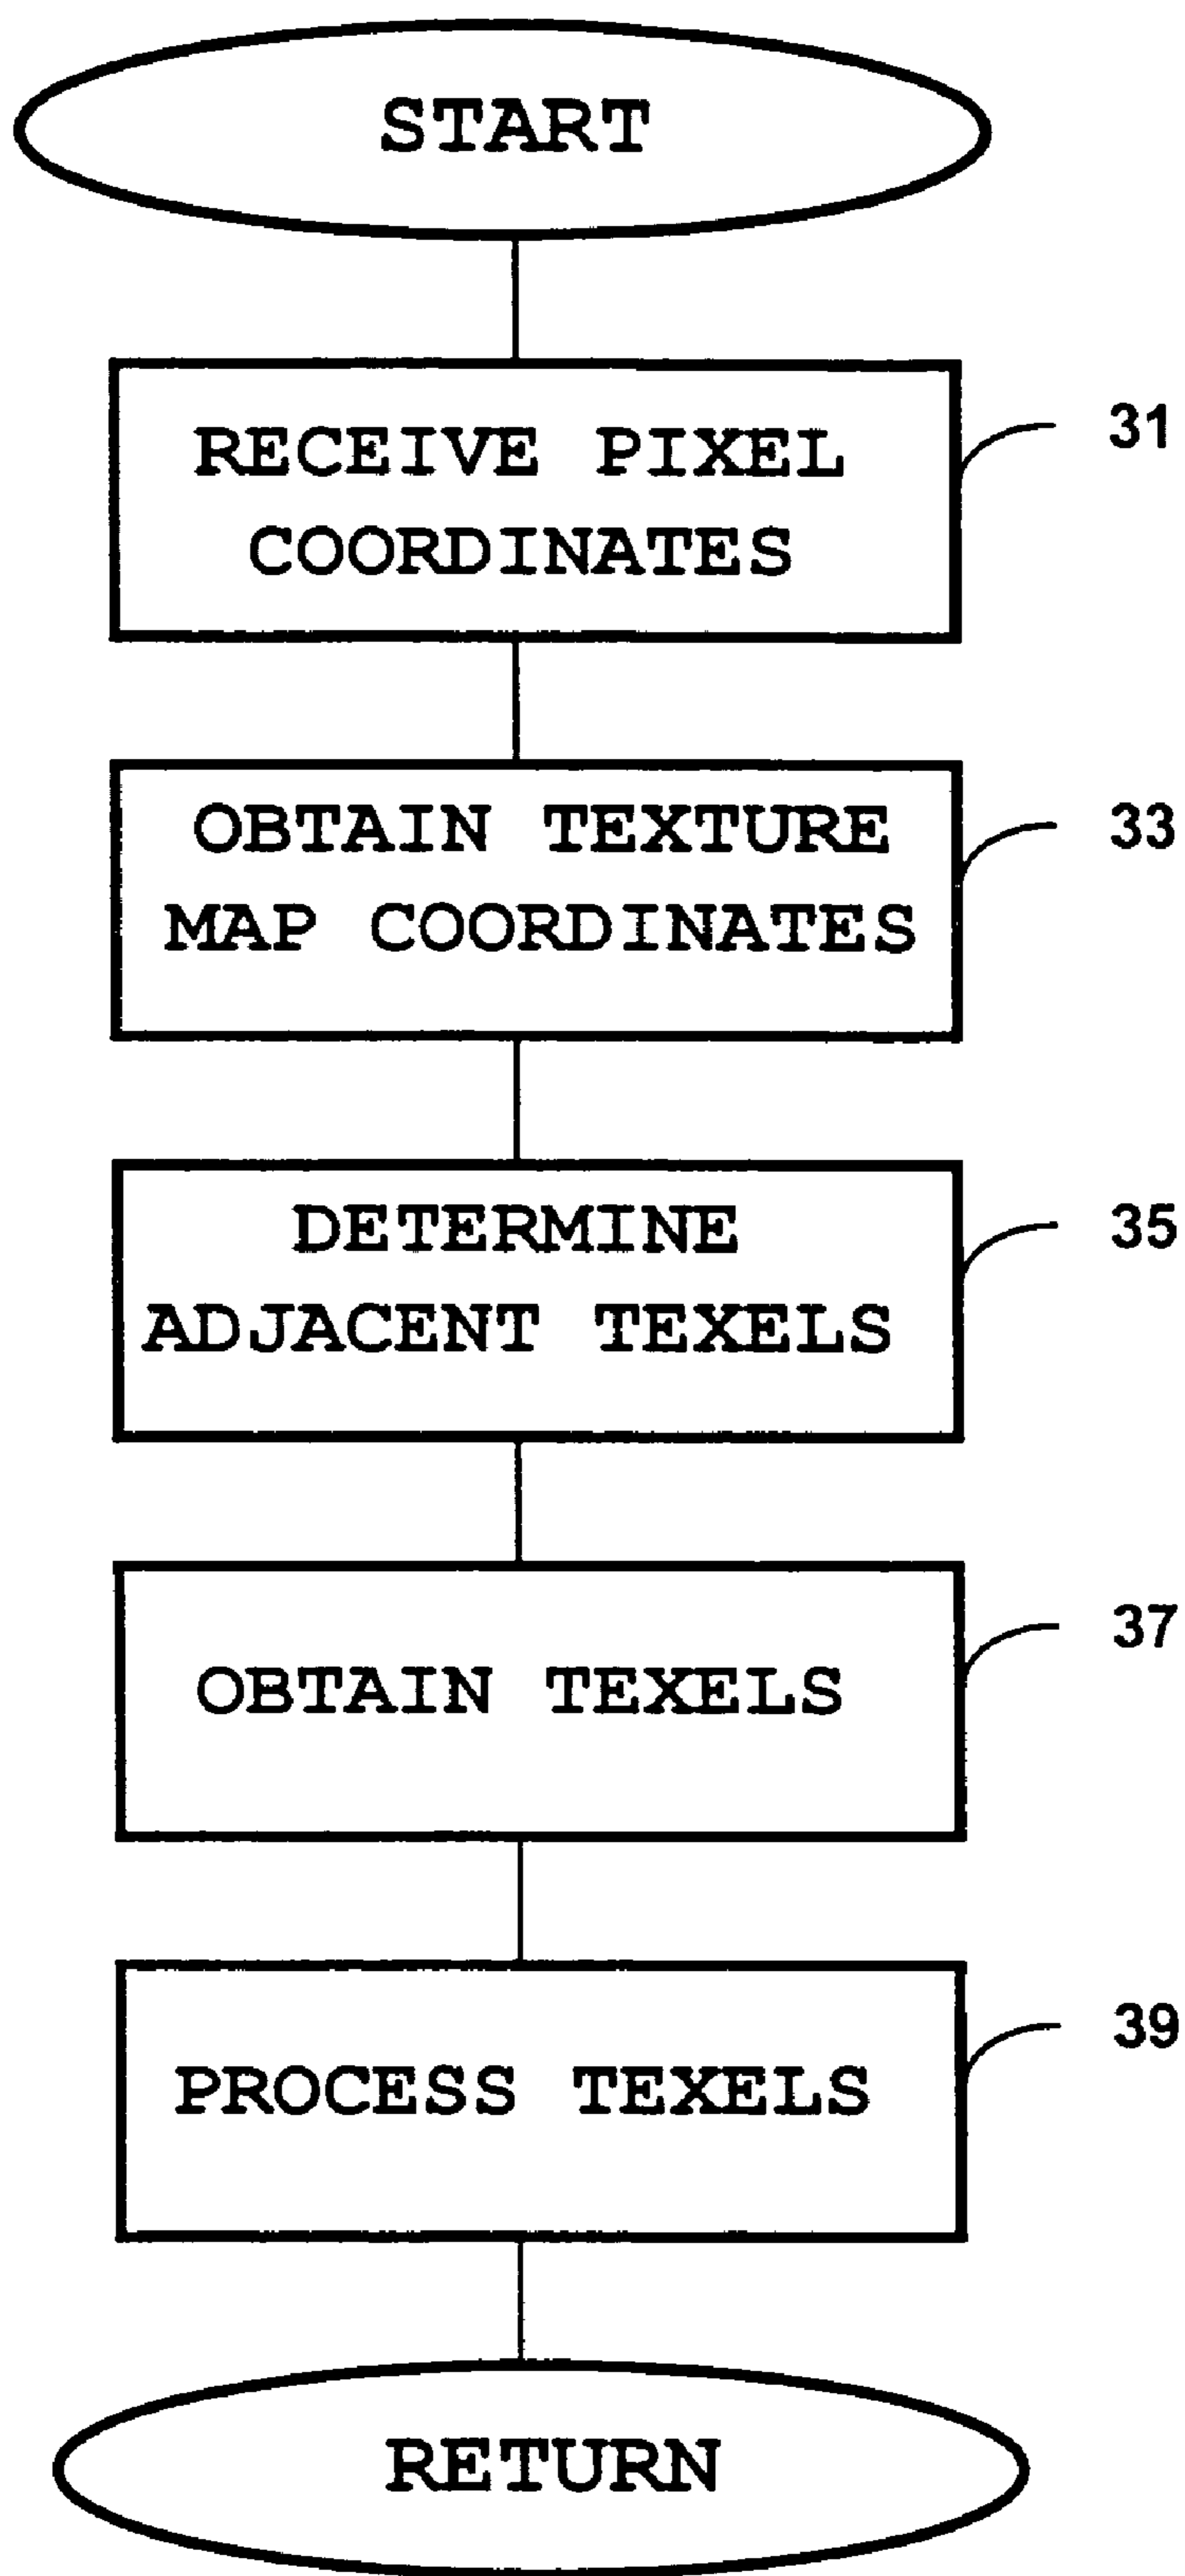 START
RECEIVE PIXEL
COORDINATES
31
OBTAIN TEXTURE
MAP COORDINATES
33
DETERMINE
ADJACENT TEXELS
35
OBTAIN TEXELS
37
PROCESS TEXELS
39
RETURN